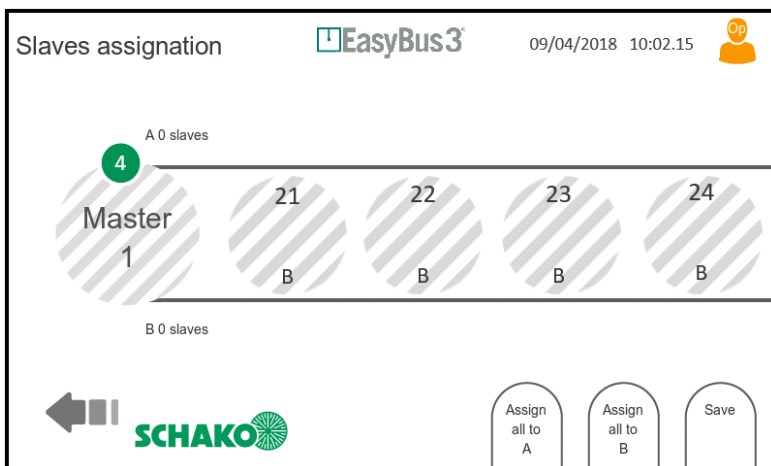 Slaves assignation
EasyBus3
09/04/2018 10:02.15
Op
A 0 slaves
4
Master
1
21
22
23
24
B
B
B
B
B 0 slaves
SCHAKO
Assign
all to
A
Assign
all to
B
Save